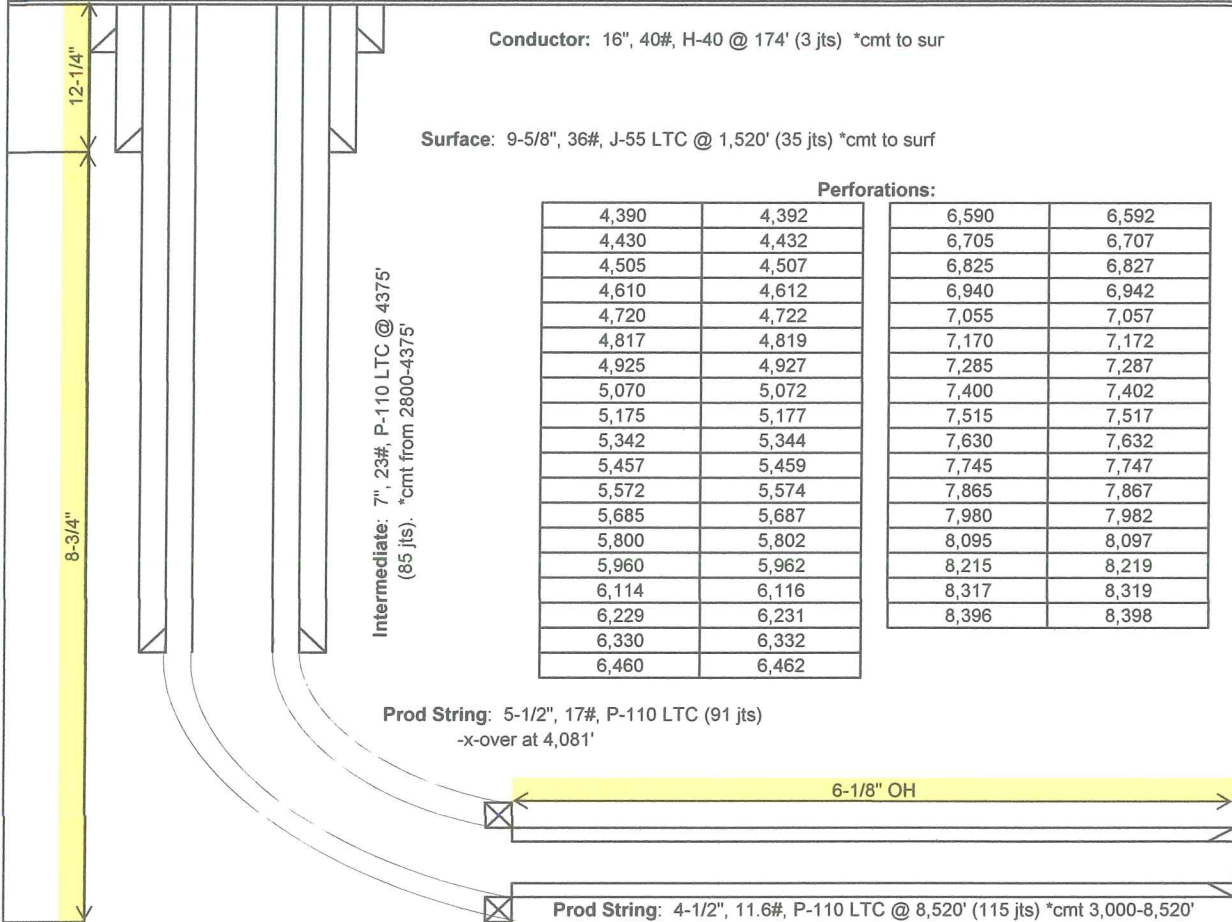 Conductor: 16", 40#, H-40 @ 174' (3 jts) *cmt to sur
12-1/4"
Surface: 9-5/8", 36#, J-55 LTC @ 1,520' (35 jts) *cmt to surf
Perforations:
4,390 4,392 6,590 6,592
4,430 4,432 6,705 6,707
4,505 4,507 6,825 6,827
4,610 4,612 6,940 6,942
4,720 4,722 7,055 7,057
4,817 4,819 7,170 7,172
4,925 4,927 7,285 7,287
5,070 5,072 7,400 7,402
5,175 5,177 7,515 7,517
5,342 5,344 7,630 7,632
5,457 5,459 7,745 7,747
5,572 5,574 7,865 7,867
5,685 5,687 7,980 7,982
5,800 5,802 8,095 8,097
5,960 5,962 8,215 8,219
6,114 6,116 8,317 8,319
6,229 6,231 8,396 8,398
6,330 6,332
6,460 6,462
Intermediate: 7", 23#, P-110 LTC @ 4375'
(85 jts). *cmt from 2800-4375'
8-3/4"
Prod String: 5-1/2", 17#, P-110 LTC (91 jts)
-x-over at 4,081'
6-1/8" OH
Prod String: 4-1/2", 11.6#, P-110 LTC @ 8,520' (115 jts) *cmt 3,000-8,520'